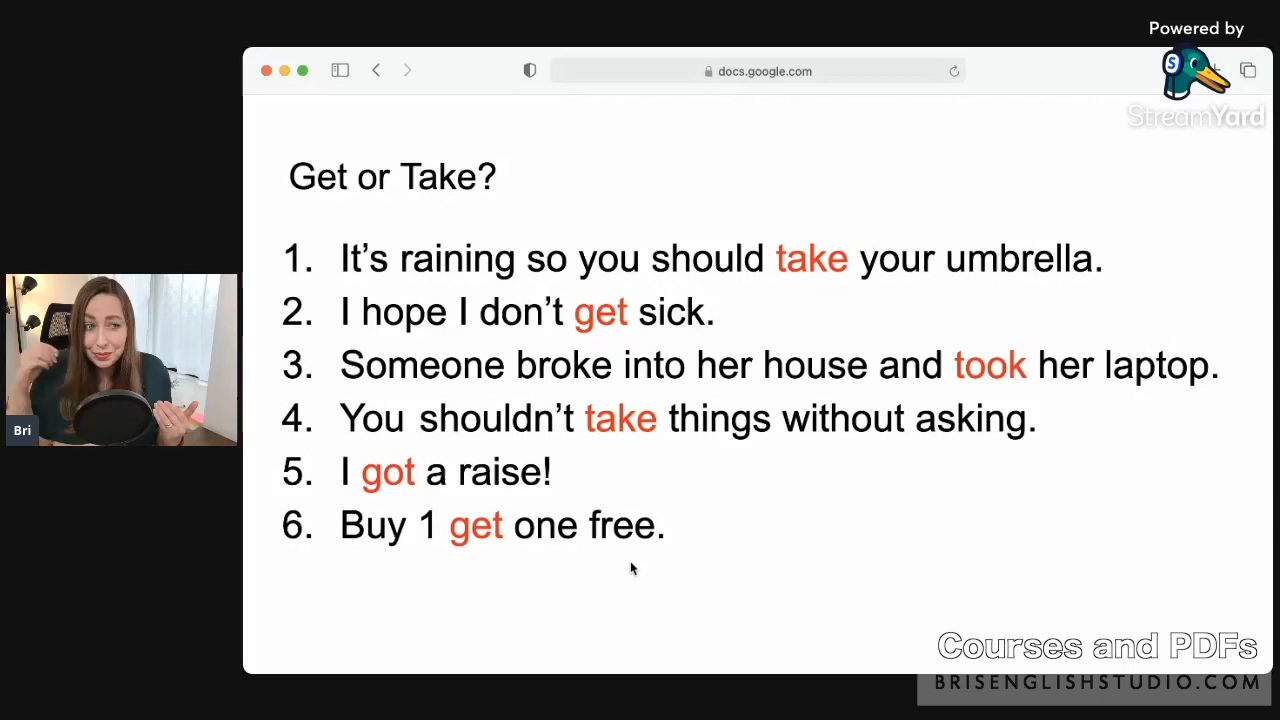 Powered by
S
docs.google.com
StreamYard
Get or Take?
1. It’s raining so you should take your umbrella.
2. I hope I don’t get sick.
3. Someone broke into her house and took her laptop.
4. You shouldn’t take things without asking.
5. I got a raise!
6. Buy 1 get one free.
Bri
Courses and PDFs
BRISENGLISHSTUDIO.COM